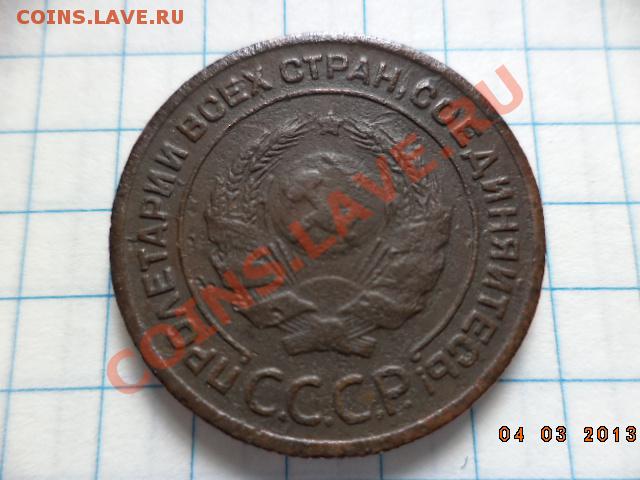 COINS.LAVE.RU
ПРОЛЕТАРИИ ВСЕХ СТРАН, СОЕДИНЯЙТЕСЬ!
С.С.С.Р.
COINS.LAVE.RU
04 03 2013